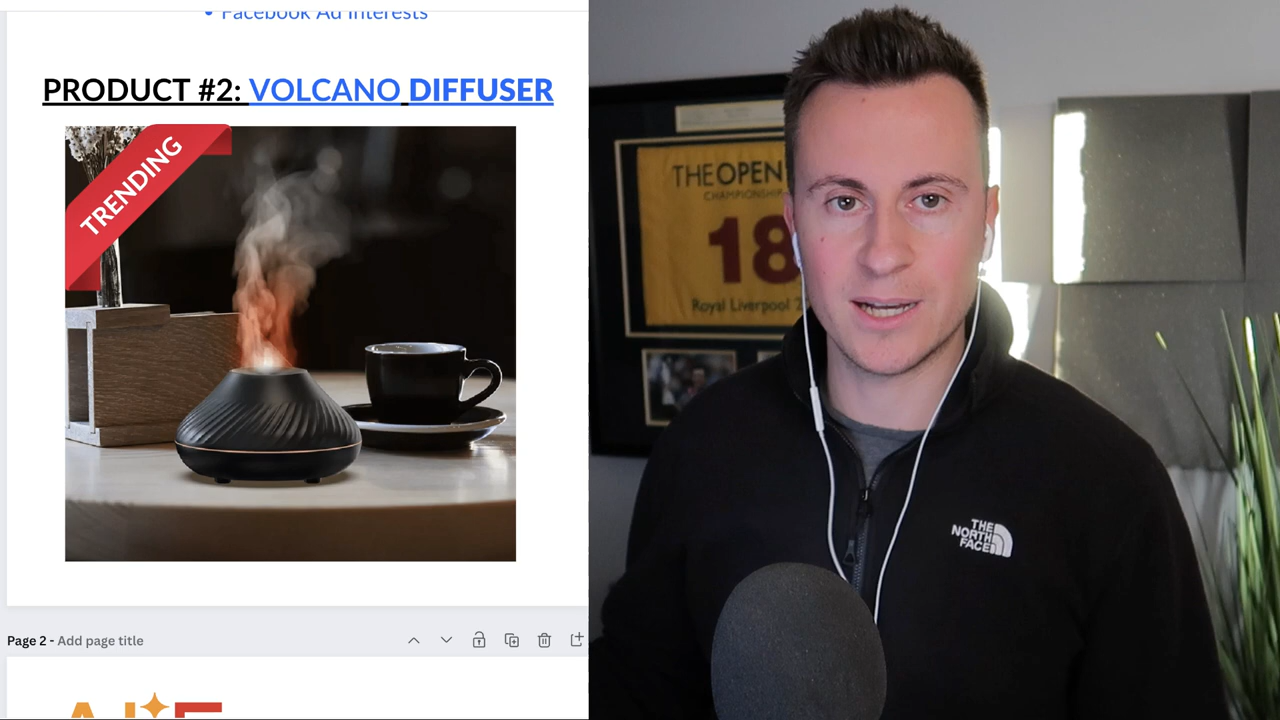 Facebook Ad Interests
PRODUCT #2: VOLCANO DIFFUSER
TRENDING
Page 2 - Add page title
THE OPEN
CHAMPIONSHIP
18
Royal Liverpool
THE
NORTH
FACE